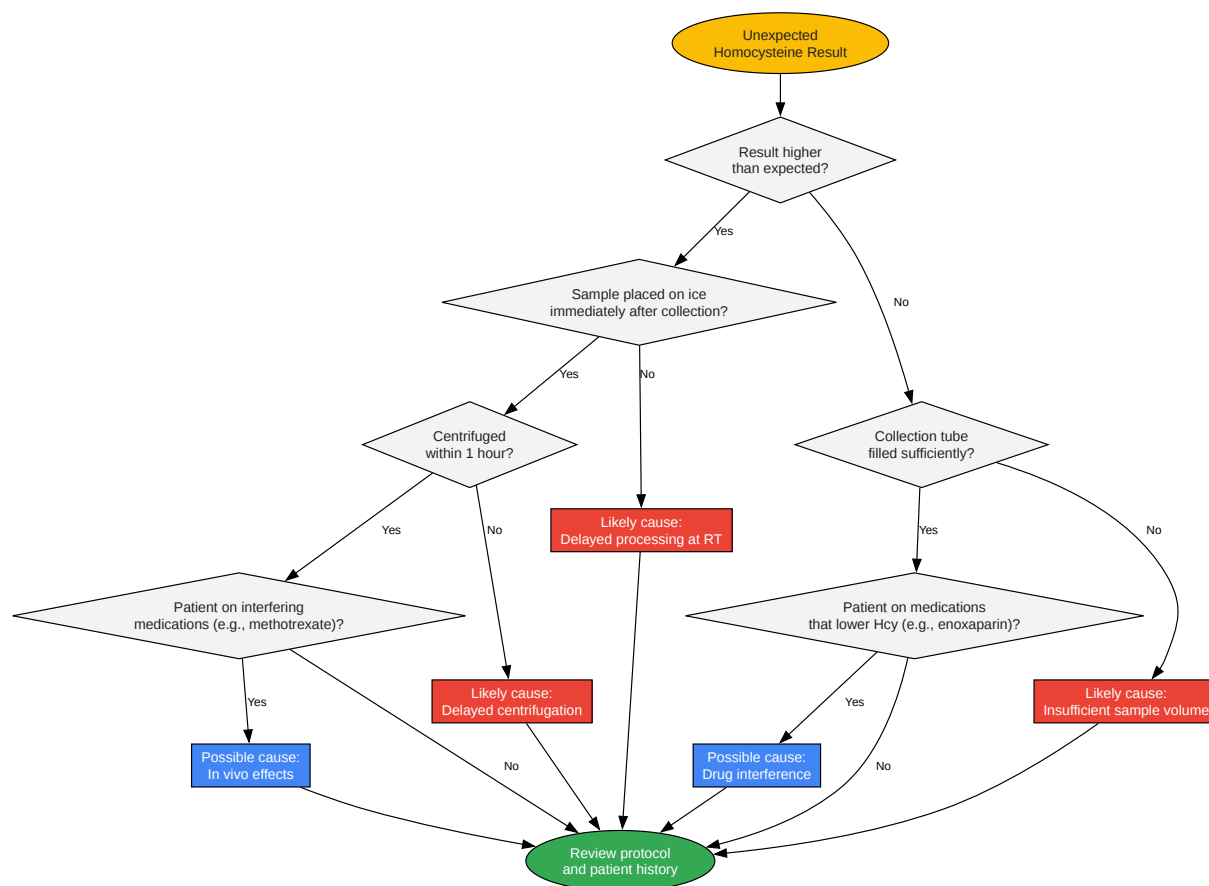 Unexpected
Homocysteine Result
Result higher
than expected?
Yes
Sample placed on ice
immediately after collection?
No
Yes
No
Centrifuged
within 1 hour?
Collection tube
filled sufficiently?
Likely cause:
Delayed processing at RT
Yes
No
Yes
No
Patient on interfering
medications (e.g., methotrexate)?
Patient on medications
that lower Hcy (e.g., enoxaparin)?
Likely cause:
Delayed centrifugation
Likely cause:
Insufficient sample volume
Yes
Yes
Possible cause:
In vivo effects
No
Possible cause:
Drug interference
No
Review protocol
and patient history